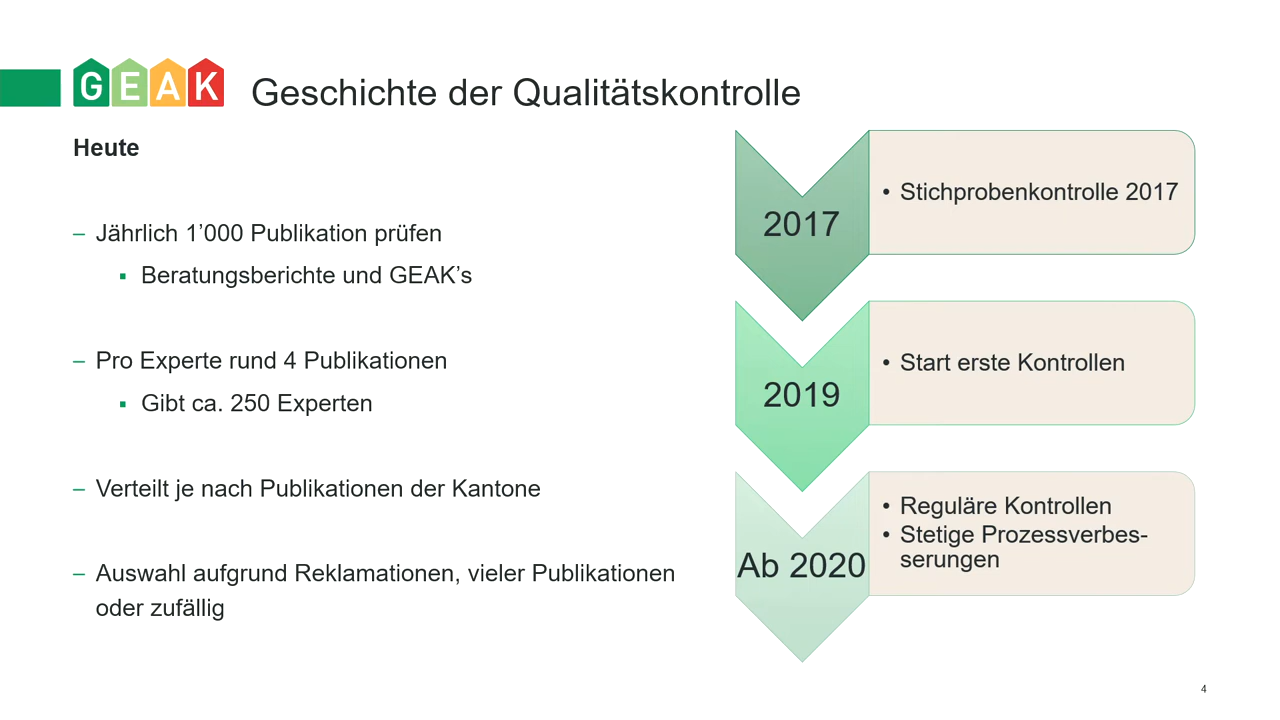 GEAK
Geschichte der Qualitätskontrolle
Heute
– Jährlich 1’000 Publikation prüfen
▪ Beratungsberichte und GEAK’s
– Pro Experte rund 4 Publikationen
▪ Gibt ca. 250 Experten
– Verteilt je nach Publikationen der Kantone
– Auswahl aufgrund Reklamationen, vieler Publikationen
oder zufällig
2017
• Stichprobenkontrolle 2017
2019
• Start erste Kontrollen
Ab 2020
• Reguläre Kontrollen
• Stetige Prozessverbes-
serungen
4